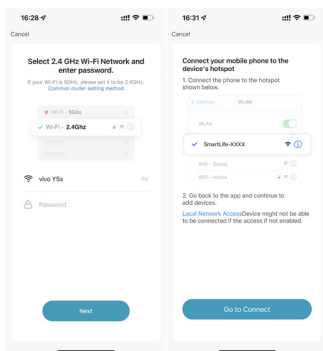 16:28
Cancel
Select 2.4 GHz Wi-Fi Network and
enter password.
If your Wi-Fi is 5GHz, please set it to be 2.4GHz.
Common router setting method
Wi-Fi - 5Ghz
Wi-Fi - 2.4Ghz
vivo Y5s
Password
Next
16:31
Cancel
Connect your mobile phone to the
device's hotspot
1. Connect the phone to the hotspot
shown below.
Settings
WLAN
WLAN
SmartLife-XXXX
Wifi - Guest
Wifi - Home
2. Go back to the app and continue to
add devices.
Local Network AccessDevice might not be able
to be connected if the access if not enabled.
Go to Connect